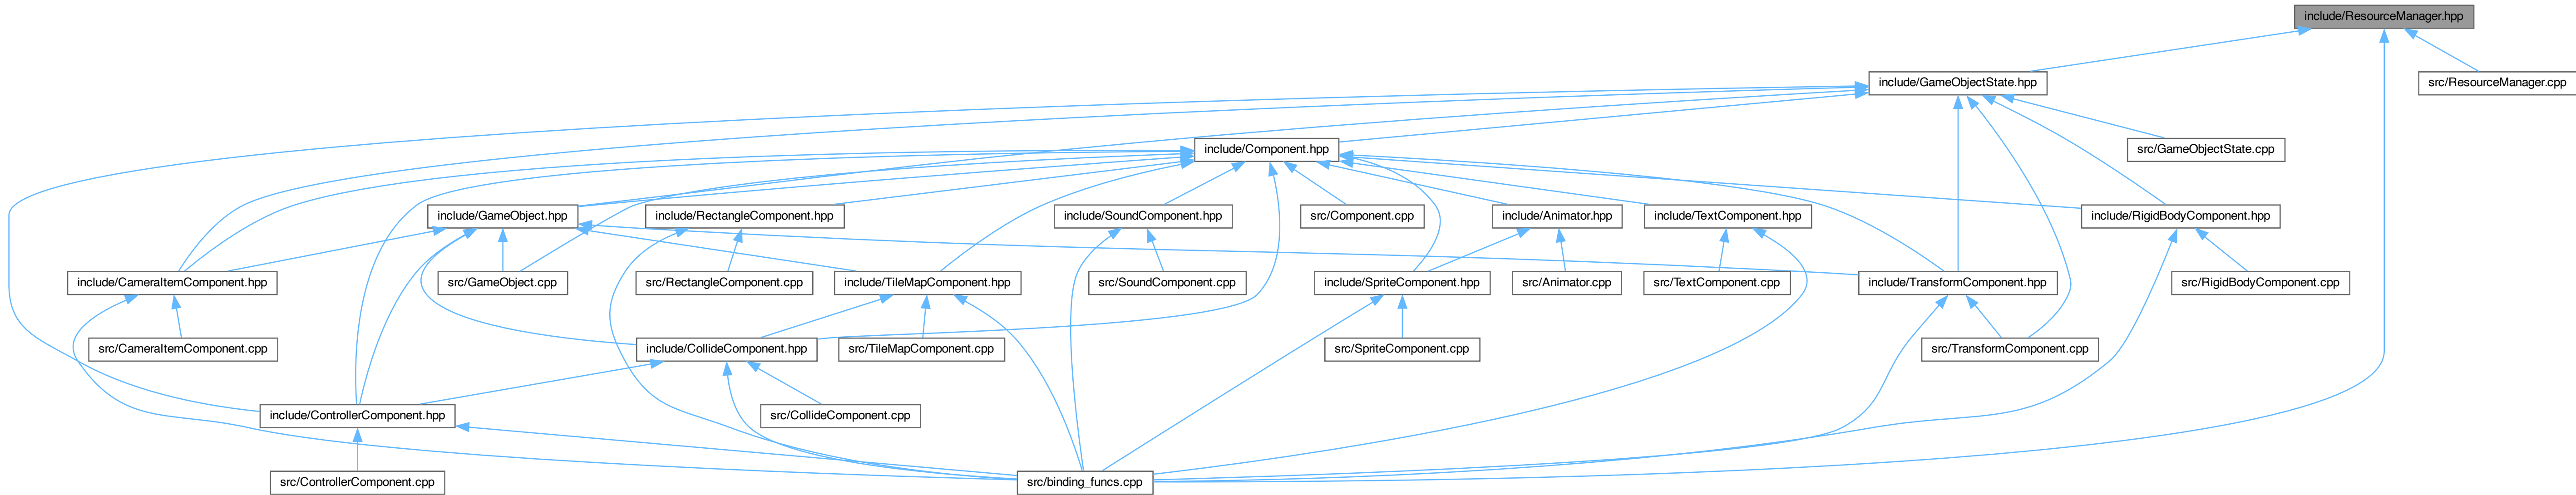 include/ResourceManager.hpp
include/GameObjectState.hpp
src/ResourceManager.cpp
include/Component.hpp
src/GameObjectState.cpp
include/GameObject.hpp
include/RectangleComponent.hpp
include/SoundComponent.hpp
src/Component.cpp
include/Animator.hpp
include/TextComponent.hpp
include/RigidBodyComponent.hpp
include/CameraItemComponent.hpp
src/GameObject.cpp
src/RectangleComponent.cpp
include/TileMapComponent.hpp
src/SoundComponent.cpp
include/SpriteComponent.hpp
src/Animator.cpp
src/TextComponent.cpp
include/TransformComponent.hpp
src/RigidBodyComponent.cpp
src/CameraItemComponent.cpp
include/CollideComponent.hpp
src/TileMapComponent.cpp
src/SpriteComponent.cpp
src/TransformComponent.cpp
include/ControllerComponent.hpp
src/CollideComponent.cpp
src/ControllerComponent.cpp
src/binding_funcs.cpp